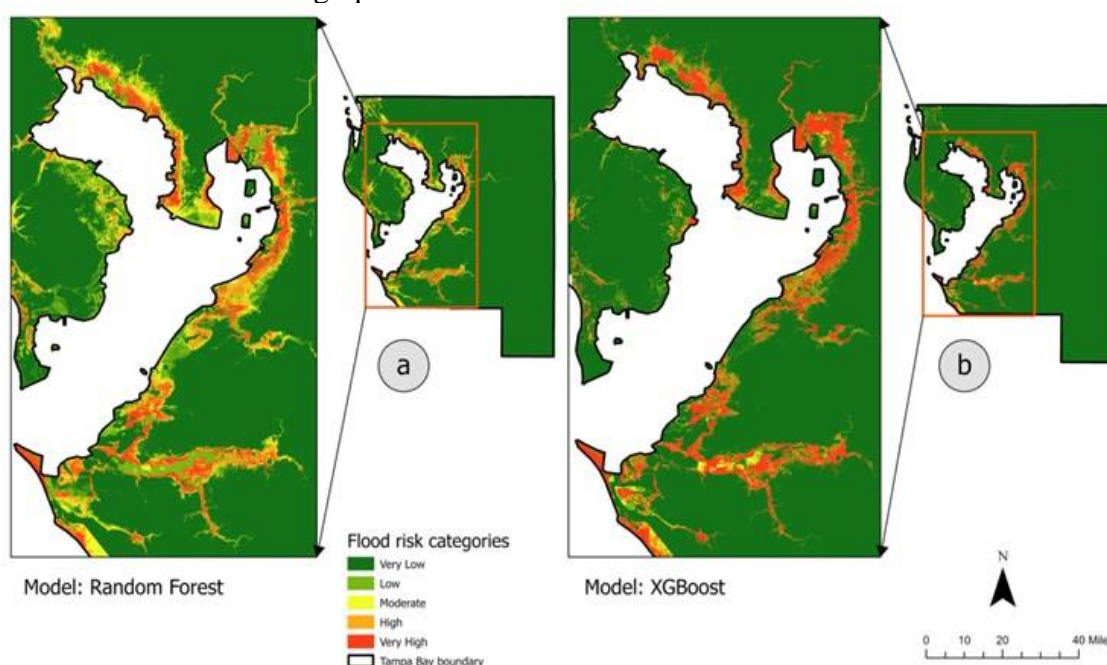 a
b
Model: Random Forest
Flood risk categories
Very Low
Low
Moderate
High
Very High
Tampa Bay boundary
Model: XGBoost
N
0 10 20 40 Mile